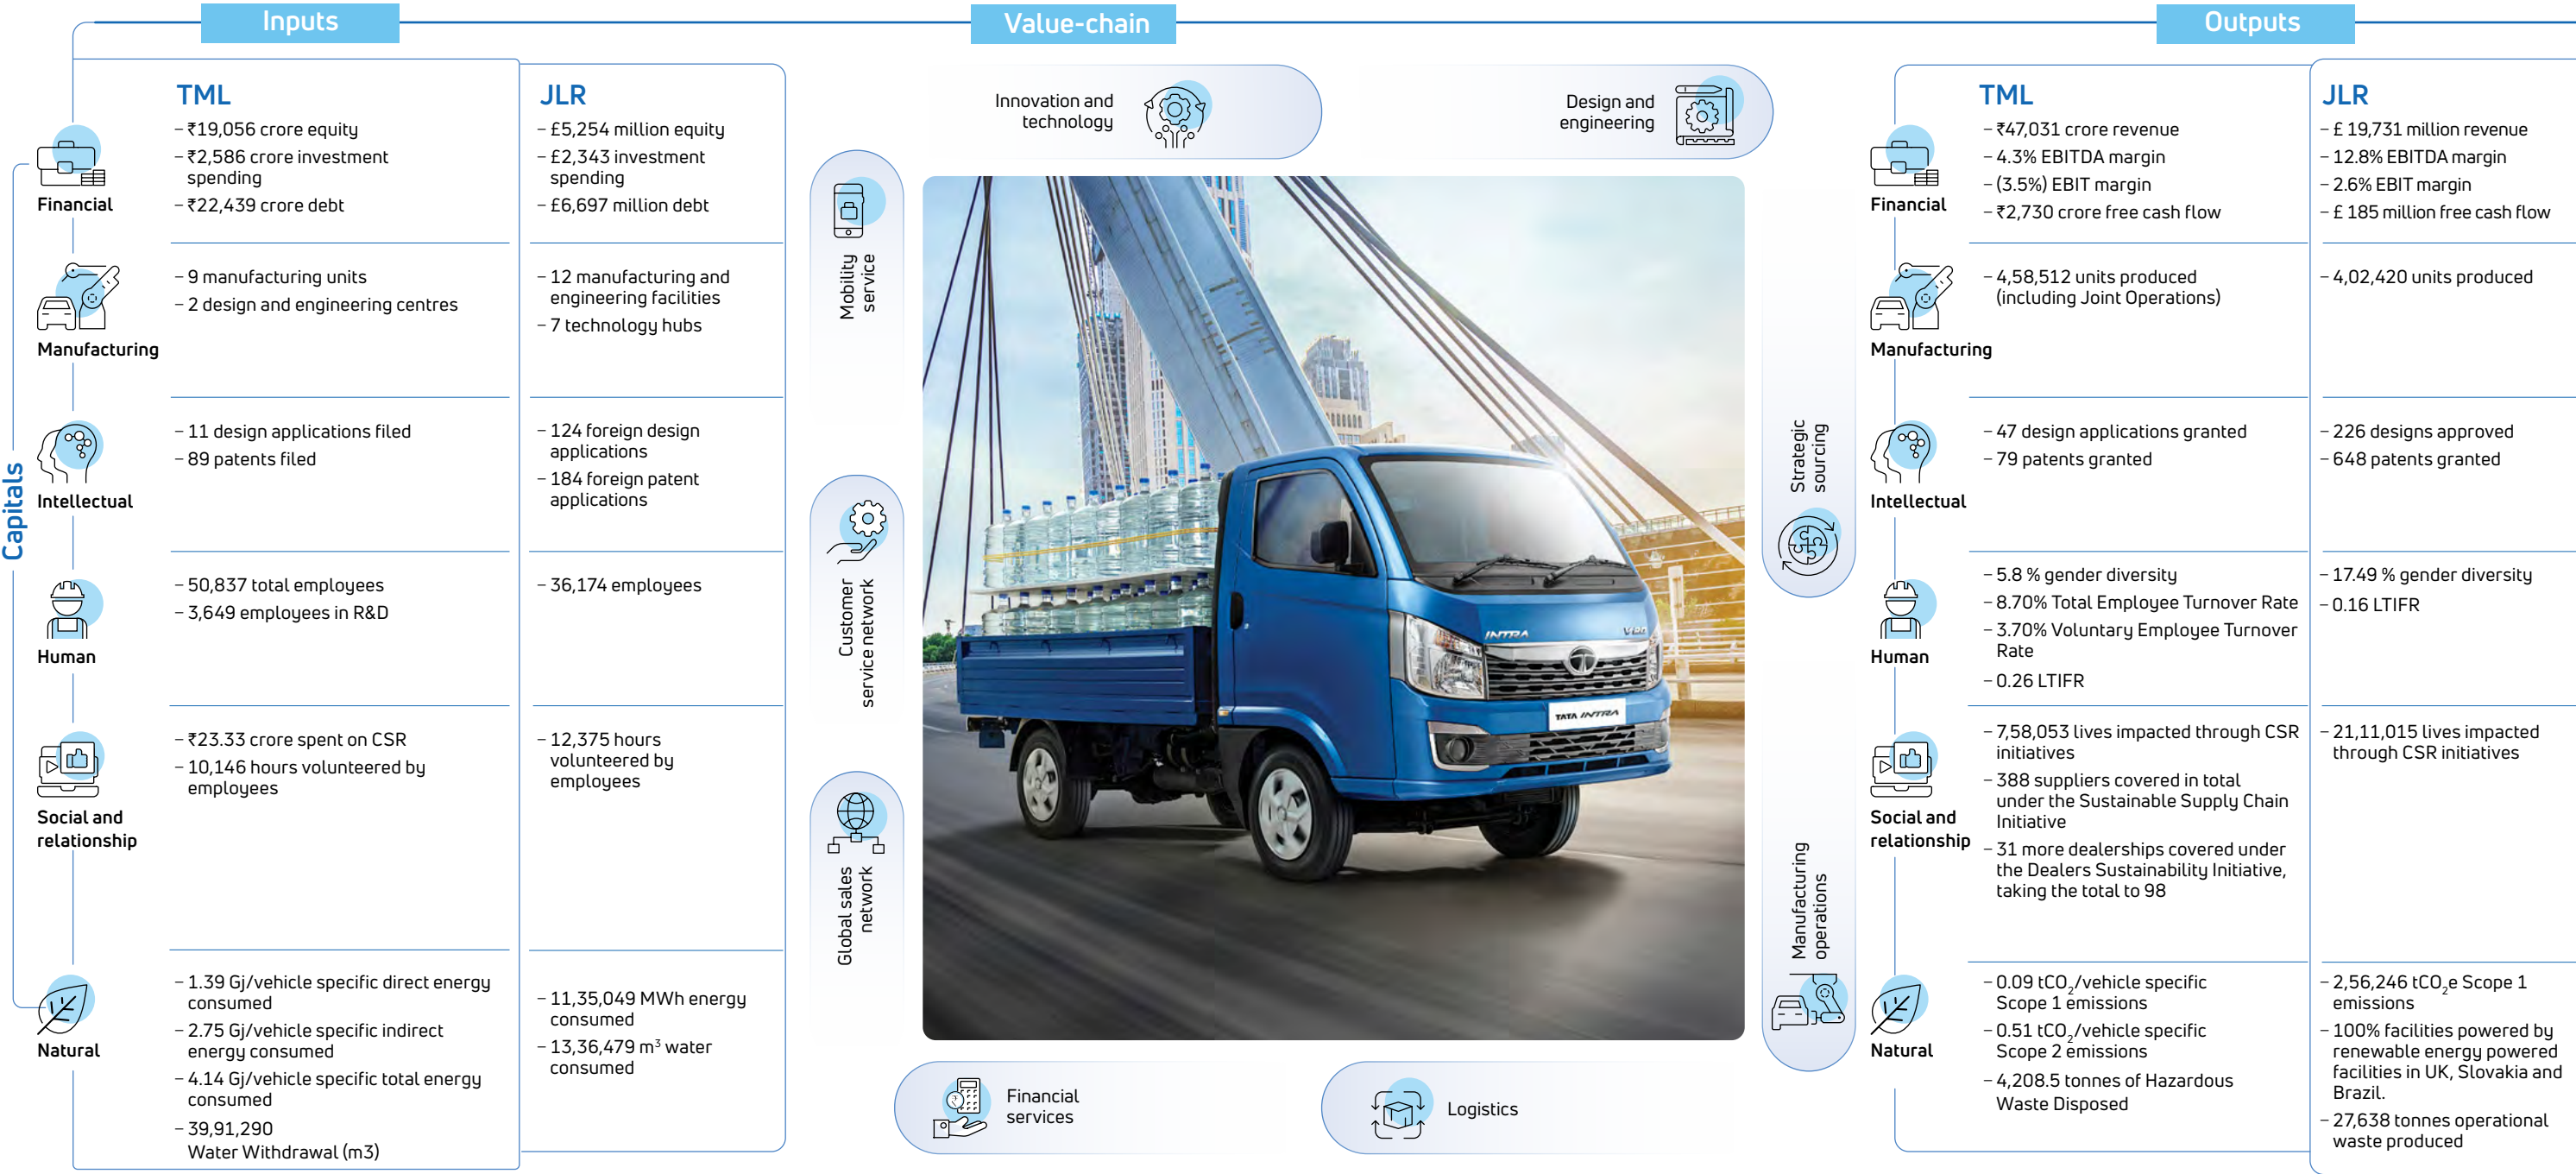 Inputs
Value-chain
Outputs
Capitals
TML
JLR
Financial
– ₹19,056 crore equity
– ₹2,586 crore investment
spending
– ₹22,439 crore debt
– £5,254 million equity
– £2,343 investment
spending
– £6,697 million debt
Manufacturing
– 9 manufacturing units
– 2 design and engineering centres
– 12 manufacturing and
engineering facilities
– 7 technology hubs
Intellectual
– 11 design applications filed
– 89 patents filed
– 124 foreign design
applications
– 184 foreign patent
applications
Human
– 50,837 total employees
– 3,649 employees in R&D
– 36,174 employees
Social and
relationship
– ₹23.33 crore spent on CSR
– 10,146 hours volunteered by
employees
– 12,375 hours
volunteered by
employees
Natural
– 1.39 Gj/vehicle specific direct energy
consumed
– 2.75 Gj/vehicle specific indirect
energy consumed
– 4.14 Gj/vehicle specific total energy
consumed
– 39,91,290
Water Withdrawal (m3)
– 11,35,049 MWh energy
consumed
– 13,36,479 m³ water
consumed
Innovation and
technology
Design and
engineering
Mobility
service
Customer
service network
Global sales
network
INTRA
TATA INTRA
Strategic
sourcing
Manufacturing
operations
Financial
services
Logistics
TML
JLR
Financial
– ₹47,031 crore revenue
– 4.3% EBITDA margin
– (3.5%) EBIT margin
– ₹2,730 crore free cash flow
– £ 19,731 million revenue
– 12.8% EBITDA margin
– 2.6% EBIT margin
– £ 185 million free cash flow
Manufacturing
– 4,58,512 units produced
(including Joint Operations)
– 4,02,420 units produced
Intellectual
– 47 design applications granted
– 79 patents granted
– 226 designs approved
– 648 patents granted
Human
– 5.8 % gender diversity
– 8.70% Total Employee Turnover Rate
– 3.70% Voluntary Employee Turnover
Rate
– 0.26 LTIFR
– 17.49 % gender diversity
– 0.16 LTIFR
Social and
relationship
– 7,58,053 lives impacted through CSR
initiatives
– 388 suppliers covered in total
under the Sustainable Supply Chain
Initiative
– 31 more dealerships covered under
the Dealers Sustainability Initiative,
taking the total to 98
– 21,11,015 lives impacted
through CSR initiatives
Natural
– 0.09 tCO₂/vehicle specific
Scope 1 emissions
– 0.51 tCO₂/vehicle specific
Scope 2 emissions
– 4,208.5 tonnes of Hazardous
Waste Disposed
– 2,56,246 tCO₂e Scope 1
emissions
– 100% facilities powered by
renewable energy powered
facilities in UK, Slovakia and
Brazil.
– 27,638 tonnes operational
waste produced